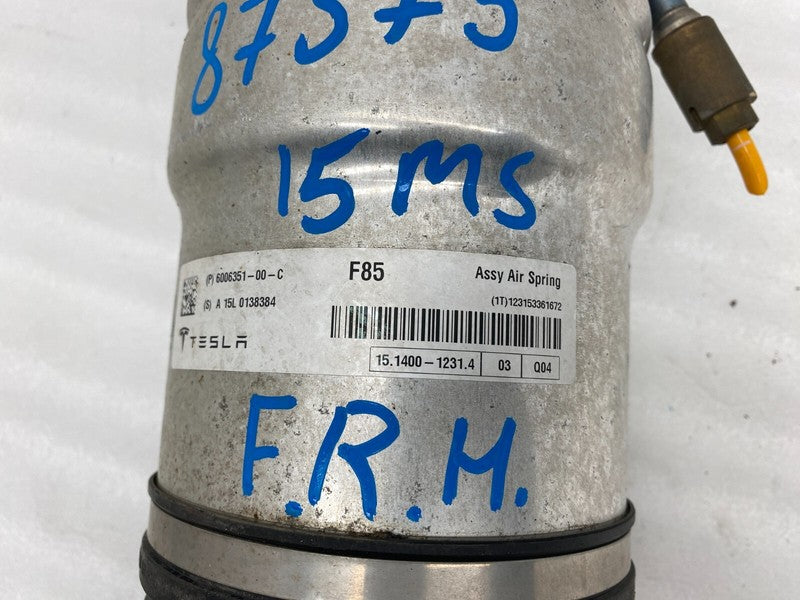 87575
15 MS
(P) 6006351-00-C F85 Assy Air Spring
(S) A 15L 0138384 (1T)123153361672
TESLA
15.1400-1231.4 03 Q04
F.R.H.